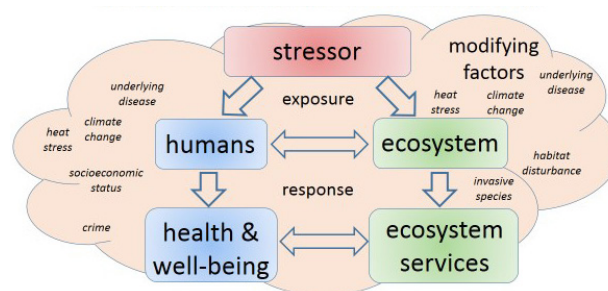 stressor
modifying
factors
underlying
disease
exposure
heat
stress
climate
change
underlying
disease
climate
change
heat
stress
humans
ecosystem
habitat
disturbance
socioeconomic
status
response
invasive
species
crime
health &
well-being
ecosystem
services